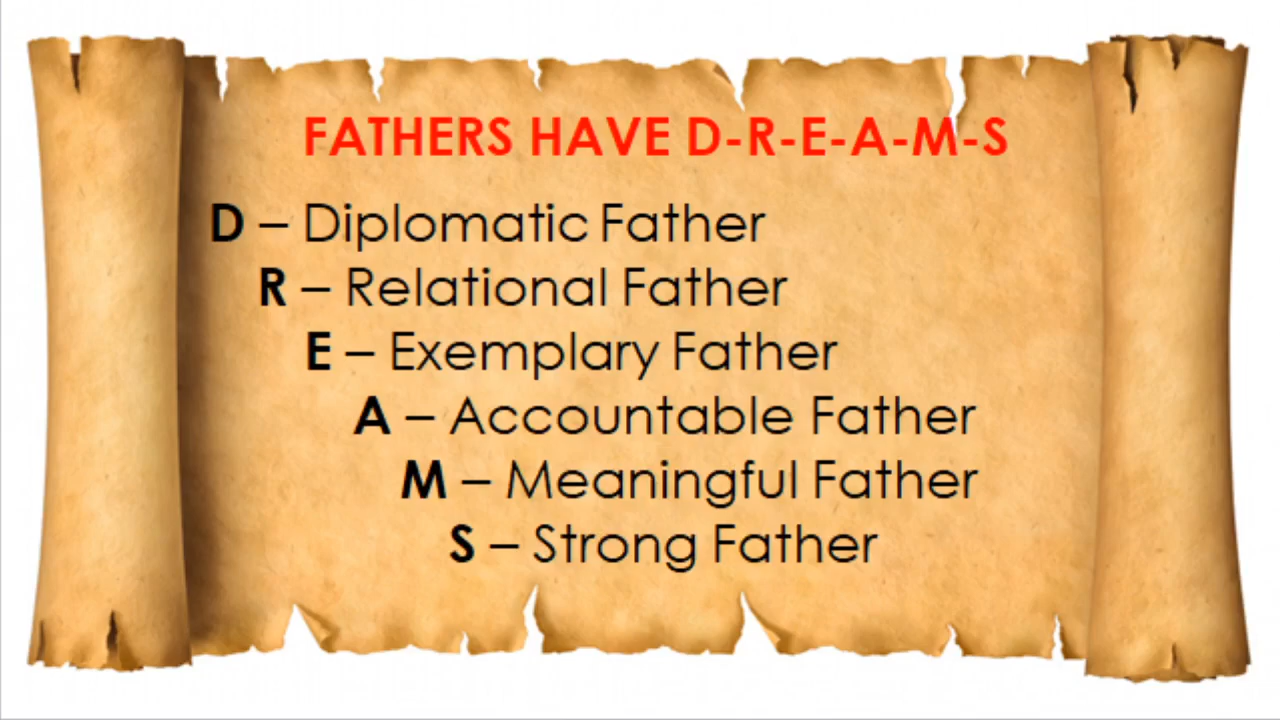 FATHERS HAVE D-R-E-A-M-S
D – Diplomatic Father
R – Relational Father
E – Exemplary Father
A – Accountable Father
M – Meaningful Father
S – Strong Father